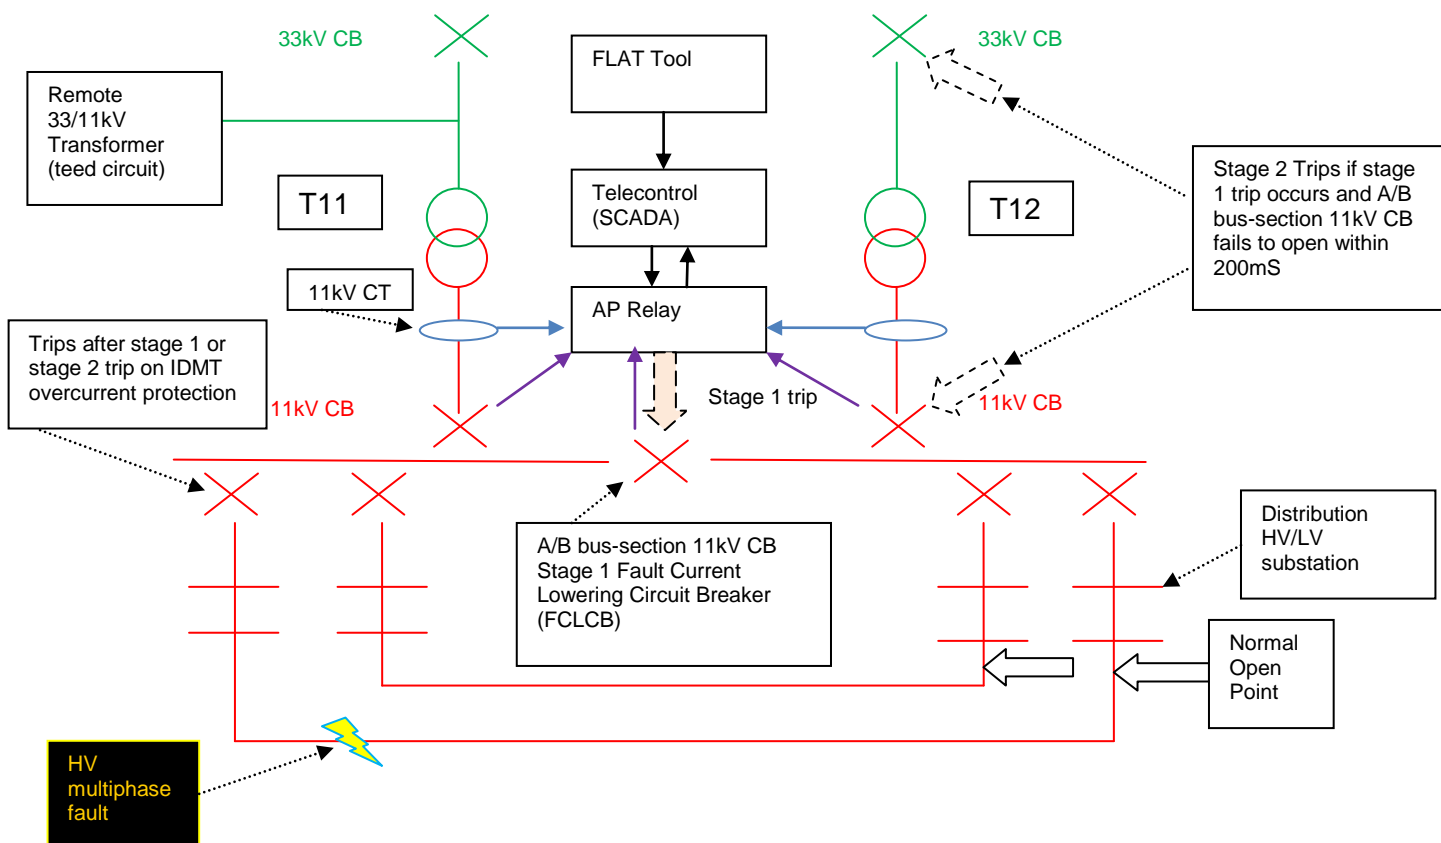 33kV CB
FLAT Tool
33kV CB
Remote
33/11kV
Transformer
(teed circuit)
T11
Telecontrol
(SCADA)
T12
Stage 2 Trips if stage
1 trip occurs and A/B
bus-section 11kV CB
fails to open within
200mS
11kV CT
AP Relay
Trips after stage 1 or
stage 2 trip on IDMT
overcurrent protection
11kV CB
Stage 1 trip
11kV CB
A/B bus-section 11kV CB
Stage 1 Fault Current
Lowering Circuit Breaker
(FCLCB)
Distribution
HV/LV
substation
Normal
Open
Point
HV
multiphase
fault